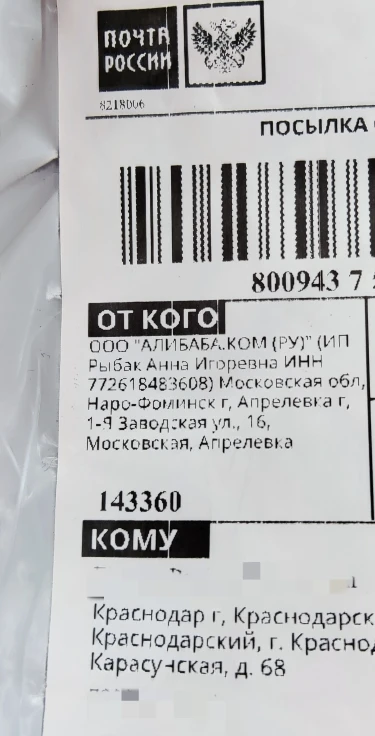 ПОЧТА
РОССИИ
8218006
ПОСЫЛКА
800943 7
ОТ КОГО
ООО "АЛИБАБА.КОМ (РУ)" (ИП
Рыбак Анна Игоревна ИНН
772618483608) Московская обл,
Наро-Фоминск г, Апрелевка г,
1-Я Заводская ул., 16,
Московская, Апрелевка
143360
КОМУ
Краснодар г, Краснодарск
Краснодарский, г. Красно
Карасунская, д. 68